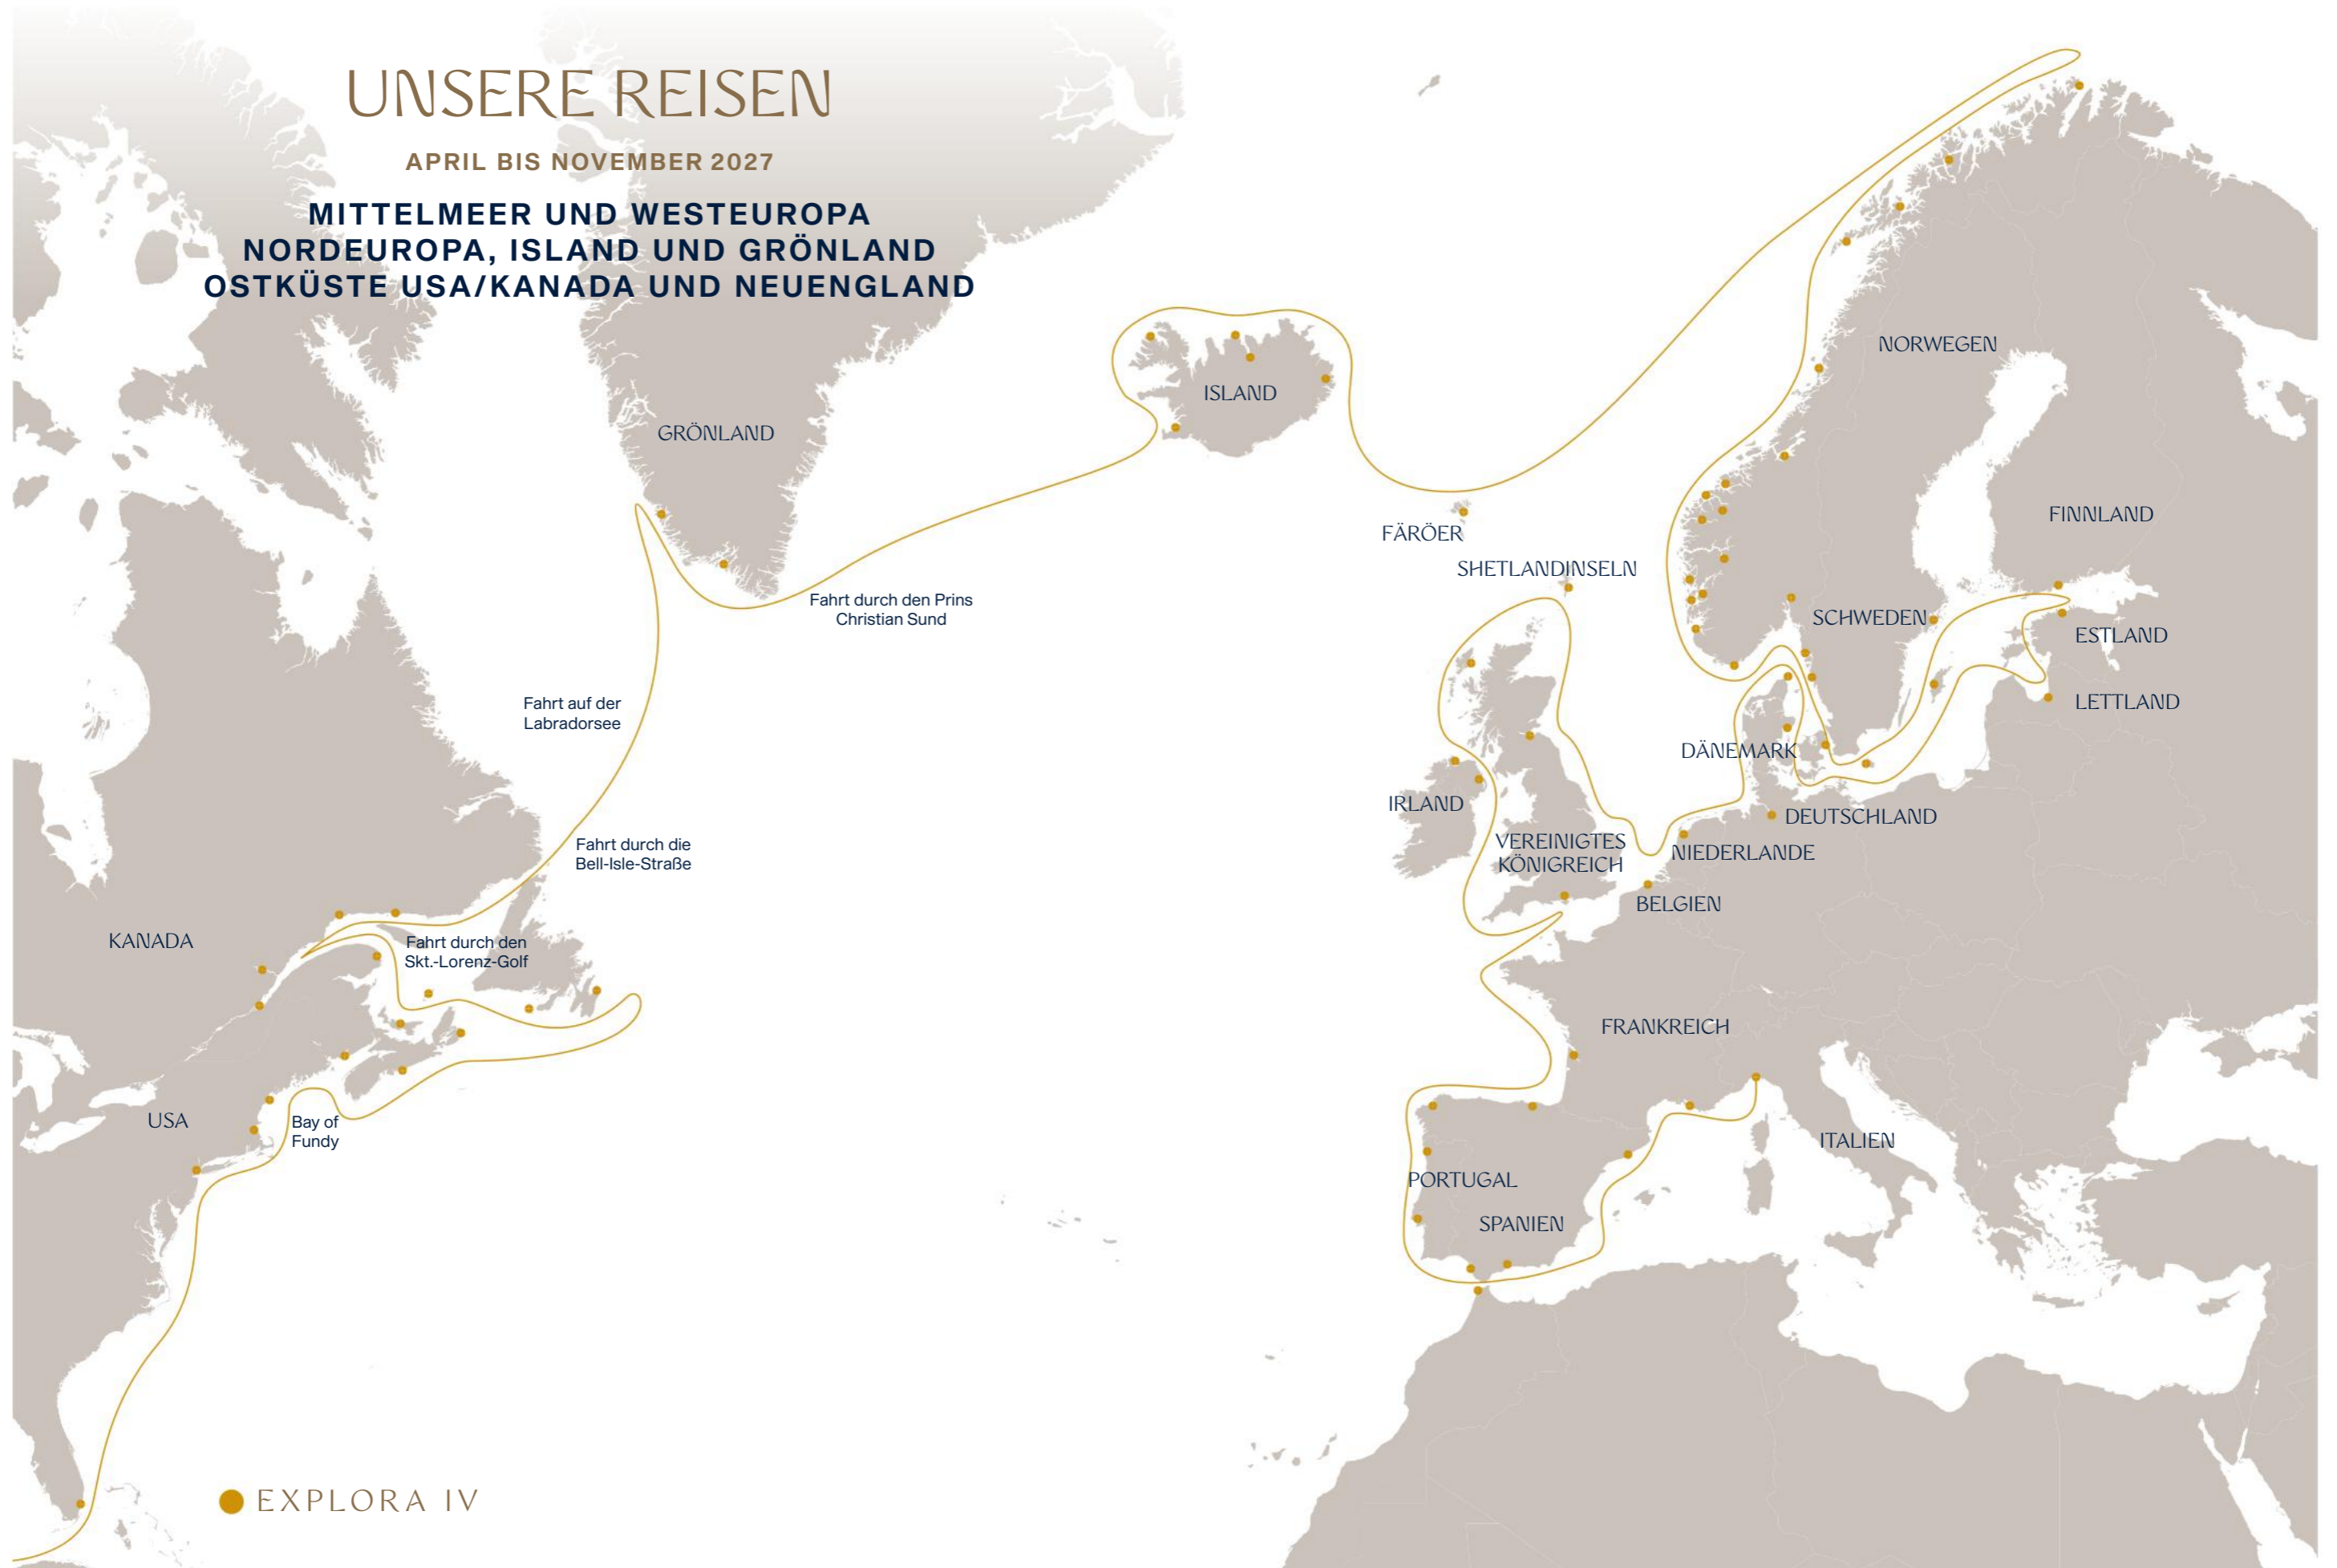 UNSERE REISEN
APRIL BIS NOVEMBER 2027
MITTELMEER UND WESTEUROPA
NORDEUROPA, ISLAND UND GRÖNLAND
OSTKÜSTE USA/KANADA UND NEUENGLAND
NORWEGEN
ISLAND
GRÖNLAND
FINNLAND
FÄRÖER
SHETLANDINSELN
Fahrt durch den Prins
Christian Sund
SCHWEDEN
ESTLAND
LETTLAND
Fahrt auf der
Labradorsee
DÄNEMARK
IRLAND
DEUTSCHLAND
VEREINIGTES
KÖNIGREICH
NIEDERLANDE
Fahrt durch die
Bell-Isle-Straße
BELGIEN
KANADA
Fahrt durch den
Skt.-Lorenz-Golf
FRANKREICH
USA
Bay of
Fundy
ITALIEN
PORTUGAL
SPANIEN
EXPLORA IV